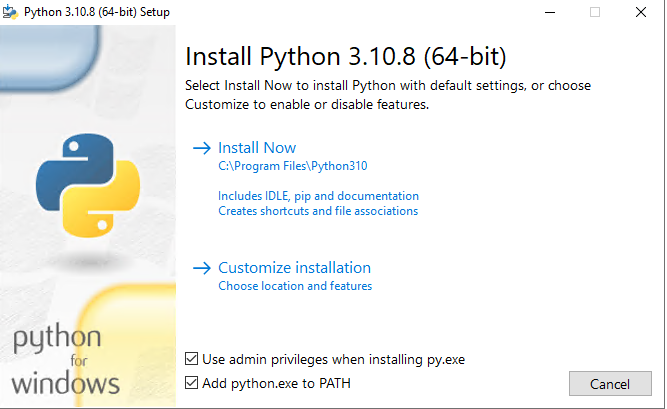 Python 3.10.8 (64-bit) Setup
Install Python 3.10.8 (64-bit)
Select Install Now to install Python with default settings, or choose
Customize to enable or disable features.
Install Now
C:\Program Files\Python310
Includes IDLE, pip and documentation
Creates shortcuts and file associations
Customize installation
Choose location and features
python
for
windows
Use admin privileges when installing py.exe
Add python.exe to PATH
Cancel